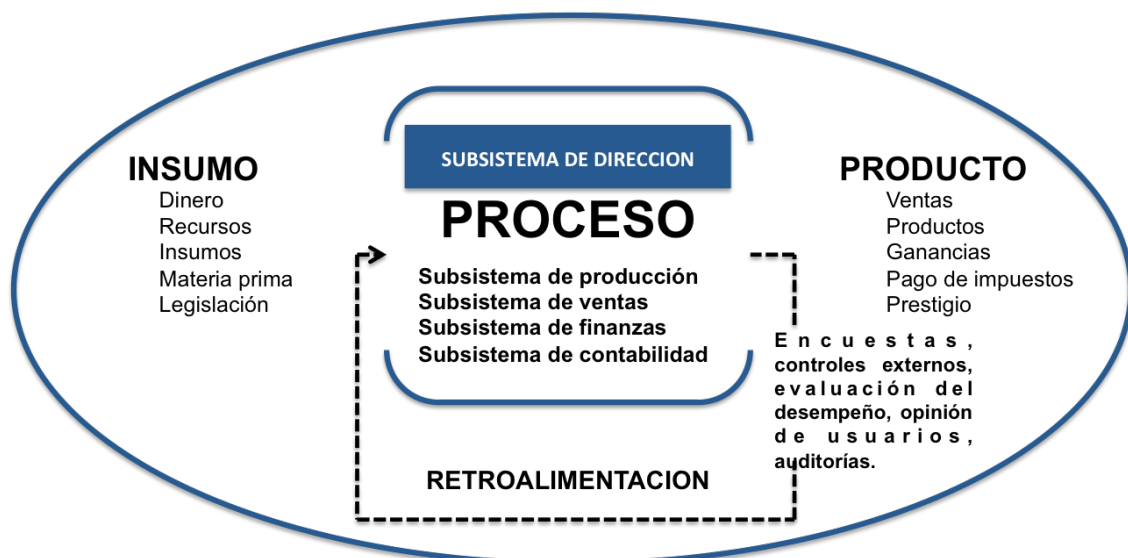 INSUMO
Dinero
Recursos
Insumos
Materia prima
Legislación
SUBSISTEMA DE DIRECCION
PROCESO
Subsistema de producción
Subsistema de ventas
Subsistema de finanzas
Subsistema de contabilidad
PRODUCTO
Ventas
Productos
Ganancias
Pago de impuestos
Prestigio
Encuestas,
controles externos,
evaluación del
desempeño, opinión
de usuarios,
auditorías.
RETROALIMENTACION